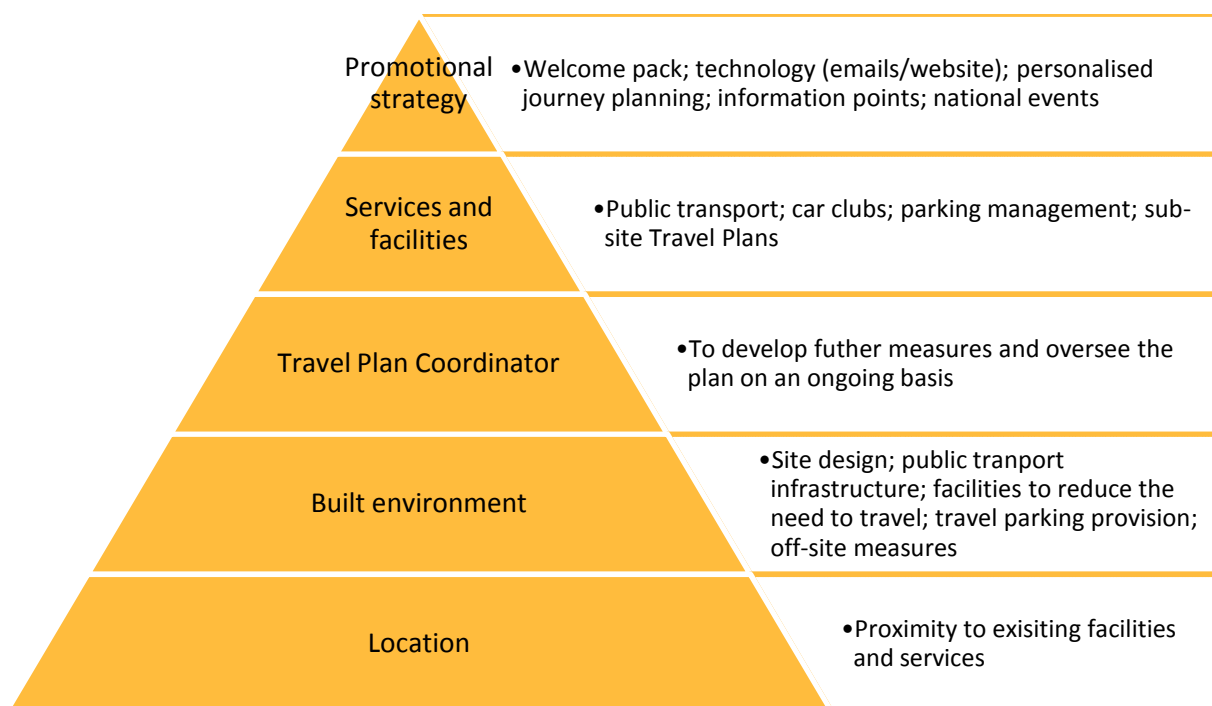 Promotional
strategy
•Welcome pack; technology (emails/website); personalised
journey planning; information points; national events
Services and
facilities
•Public transport; car clubs; parking management; sub-
site Travel Plans
Travel Plan Coordinator
•To develop futher measures and oversee the
plan on an ongoing basis
Built environment
•Site design; public tranport
infrastructure; facilities to reduce the
need to travel; travel parking provision;
off-site measures
Location
•Proximity to exisiting facilities
and services